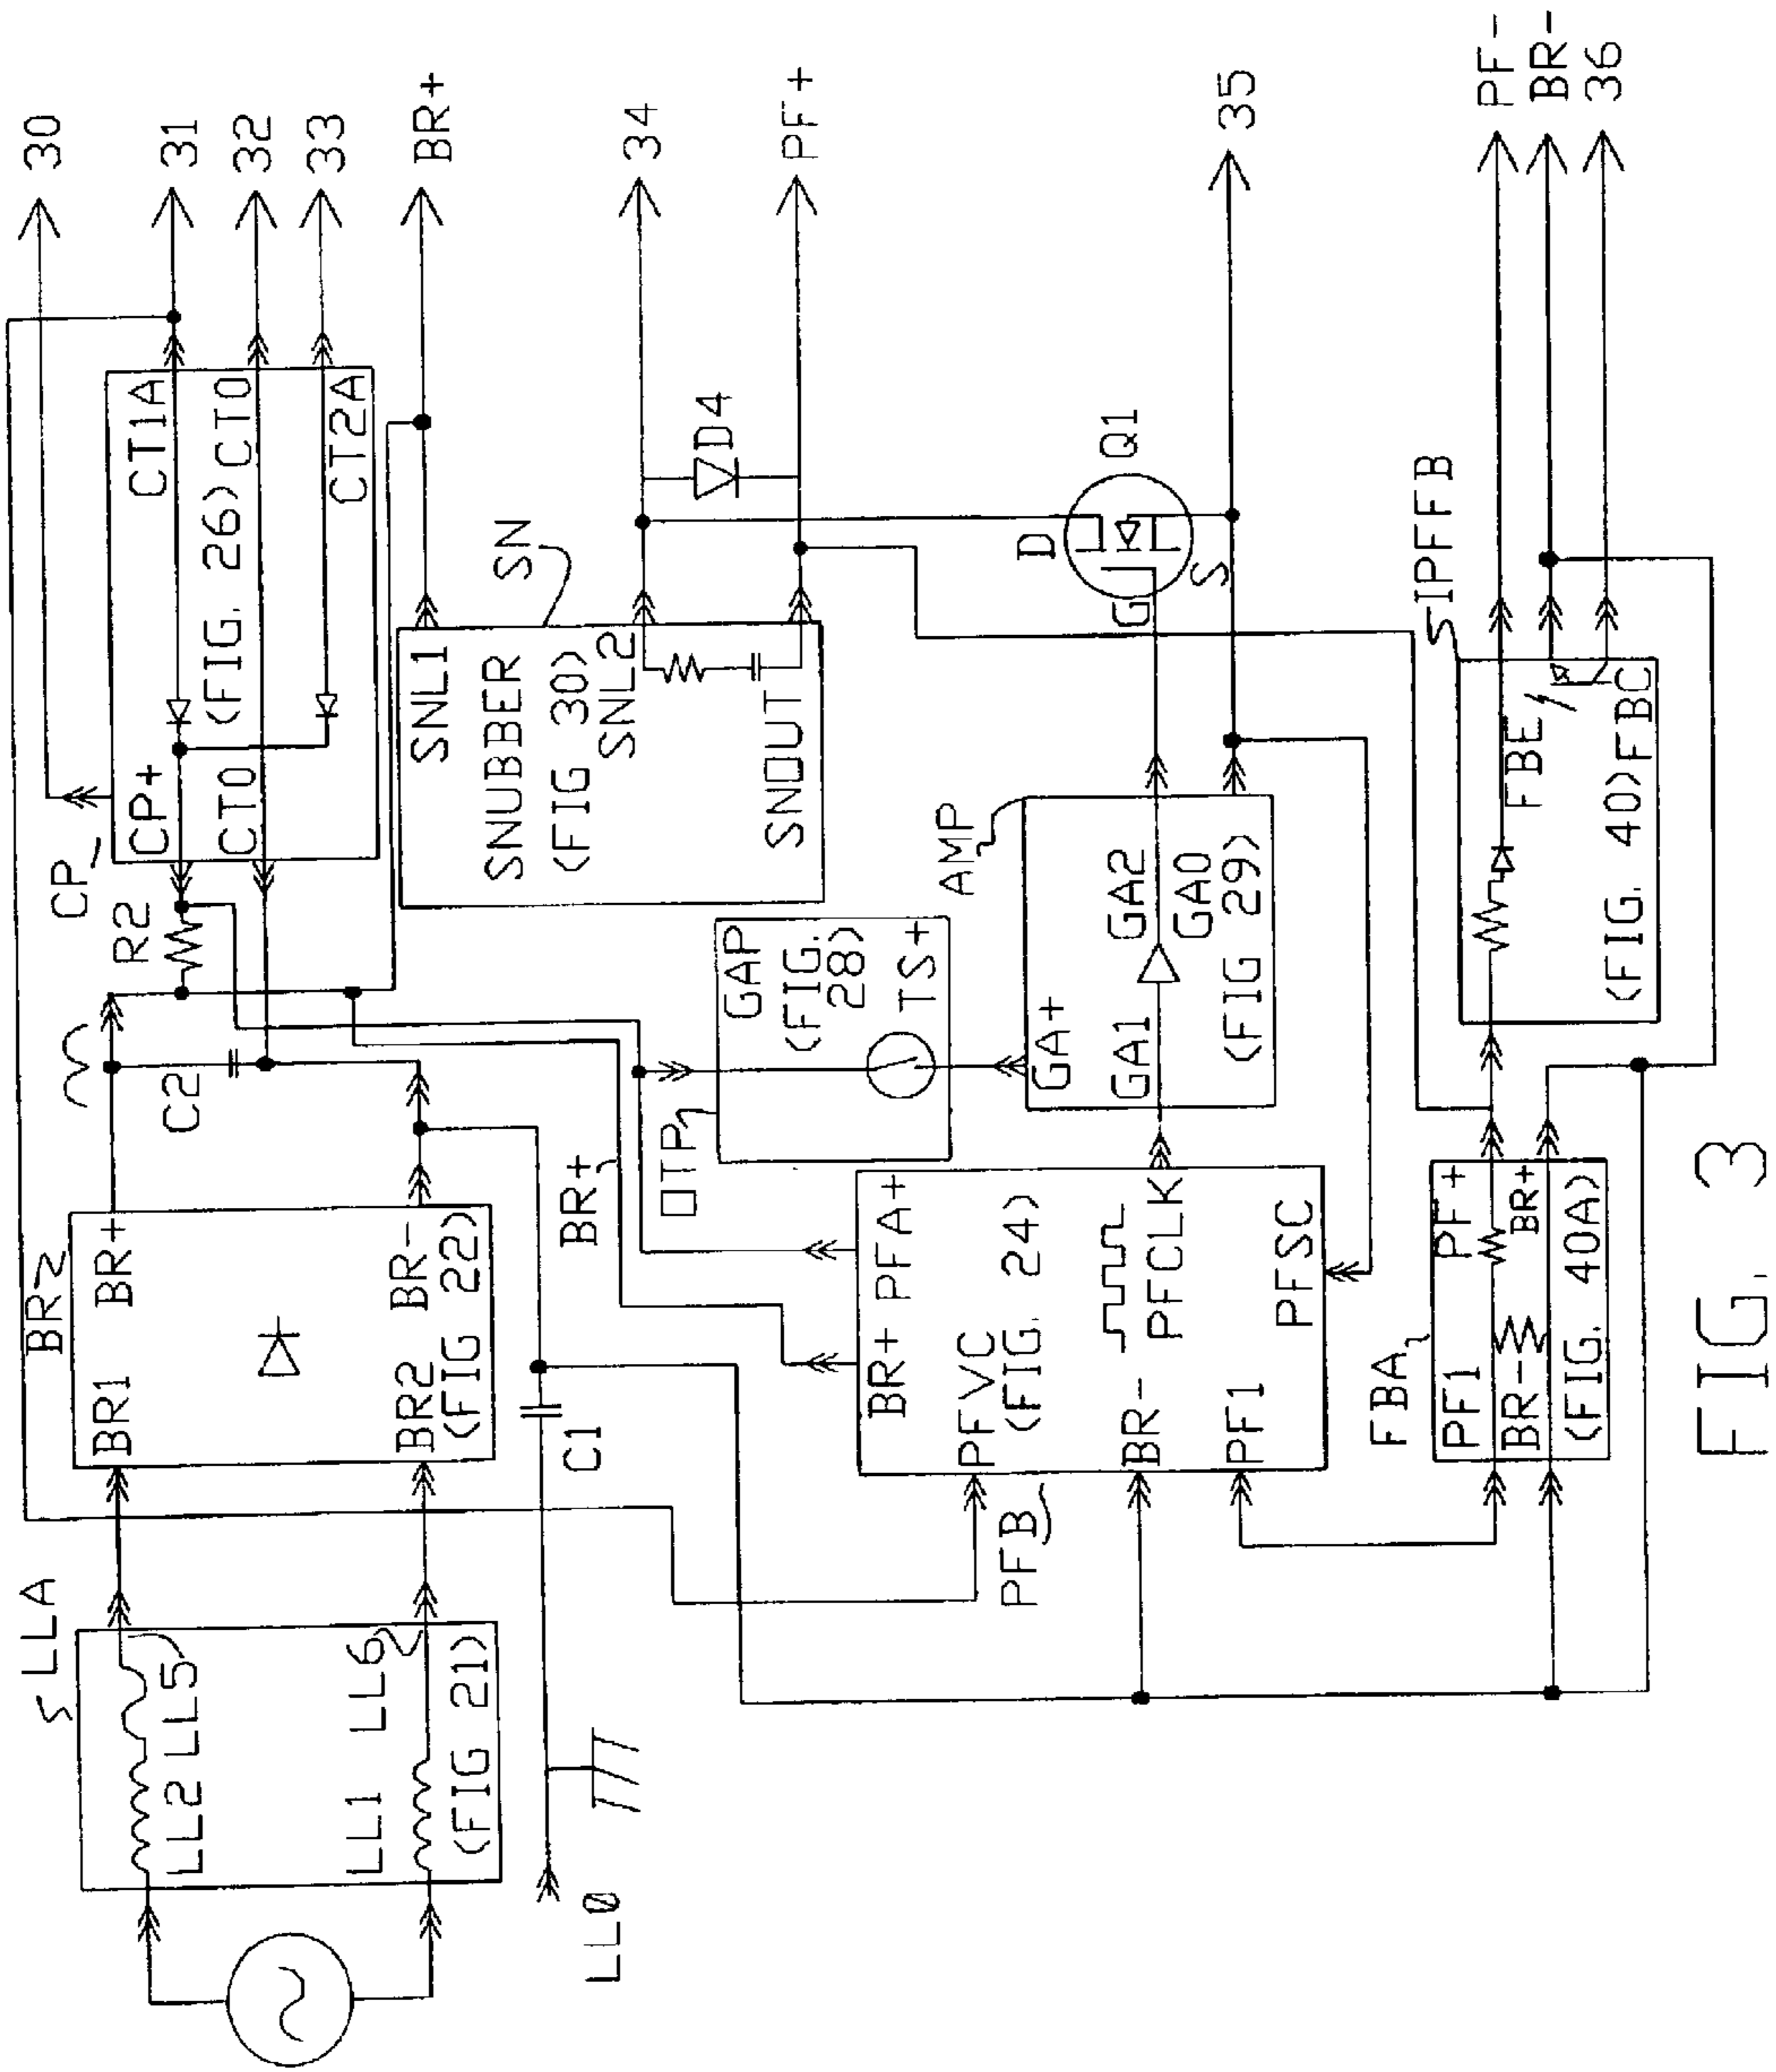 30
31
32
33
BR+
34
PF+
35
PF-
BR-
36
CP
CP+
CT1A
(FIG. 26)
CT0
CT0
CT2A
R2
C2
SN
SNL1
SNUBBER
(FIG 30)
SNL2
SNOUT
D4
Q1
D
G
S
BR
BR1
BR+
BR2
BR-
(FIG 22)
LLA
LL2
LL5
LL1
LL6
(FIG 21)
LL0
C1
BR+
OTP
GAP
(FIG.
28)
TS+
AMP
GA+
GA1
GA2
GA0
(FIG 29)
PFB
BR+
PFA+
PFVC
(FIG. 24)
BR-
PFCLK
PF1
PFSC
FBA
PF1
PF+
BR-
BR+
(FIG. 40A)
IPFFB
FBE
(FIG. 40)
FBC
FIG. 3